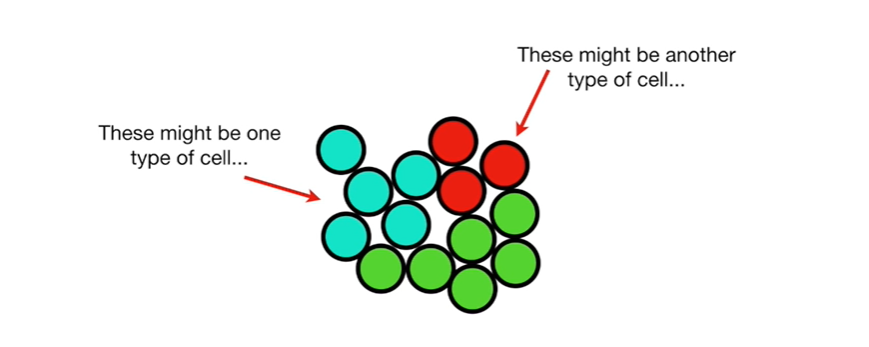 These might be one
type of cell...
These might be another
type of cell...